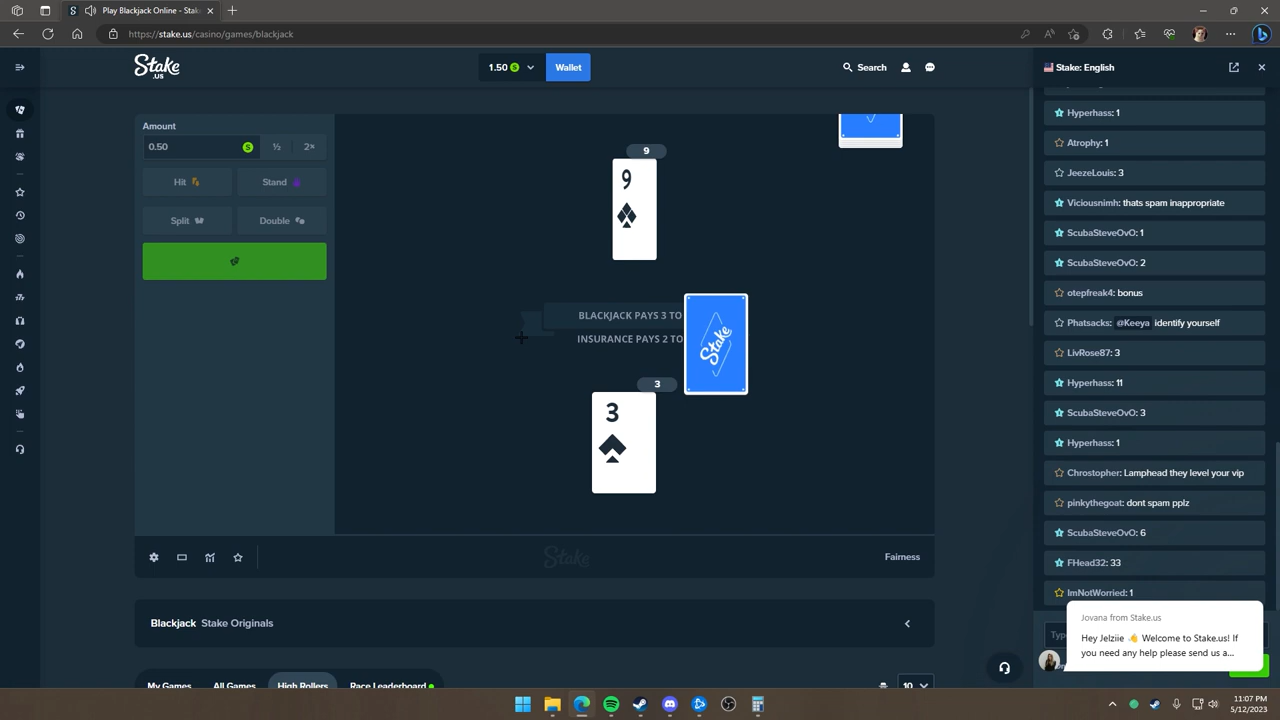 Play Blackjack Online - Stak
https://stake.us/casino/games/blackjack
Stake
.US
1.50
Wallet
Search
Stake: English
Amount
0.50
½
2×
Hit
Stand
Split
Double
9
9
BLACKJACK PAYS 3 TO
INSURANCE PAYS 2 TO
Stake
3
3
Stake
Fairness
Blackjack Stake Originals
My Games
All Games
High Rollers
Race Leaderboard
10
Hyperhass: 1
Atrophy: 1
JeezeLouis: 3
Viciousnimh: thats spam inappropriate
ScubaSteveOvO: 1
ScubaSteveOvO: 2
otepfreak4: bonus
Phatsacks: @Keeya identify yourself
LivRose87: 3
Hyperhass: 11
ScubaSteveOvO: 3
Hyperhass: 1
Chrostopher: Lamphead they level your vip
pinkythegoat: dont spam pplz
ScubaSteveOvO: 6
FHead32: 33
ImNotWorried: 1
Jovana from Stake.us
Hey Jelziie 👋 Welcome to Stake.us! If
you need any help please send us a...
11:07 PM
5/12/2023